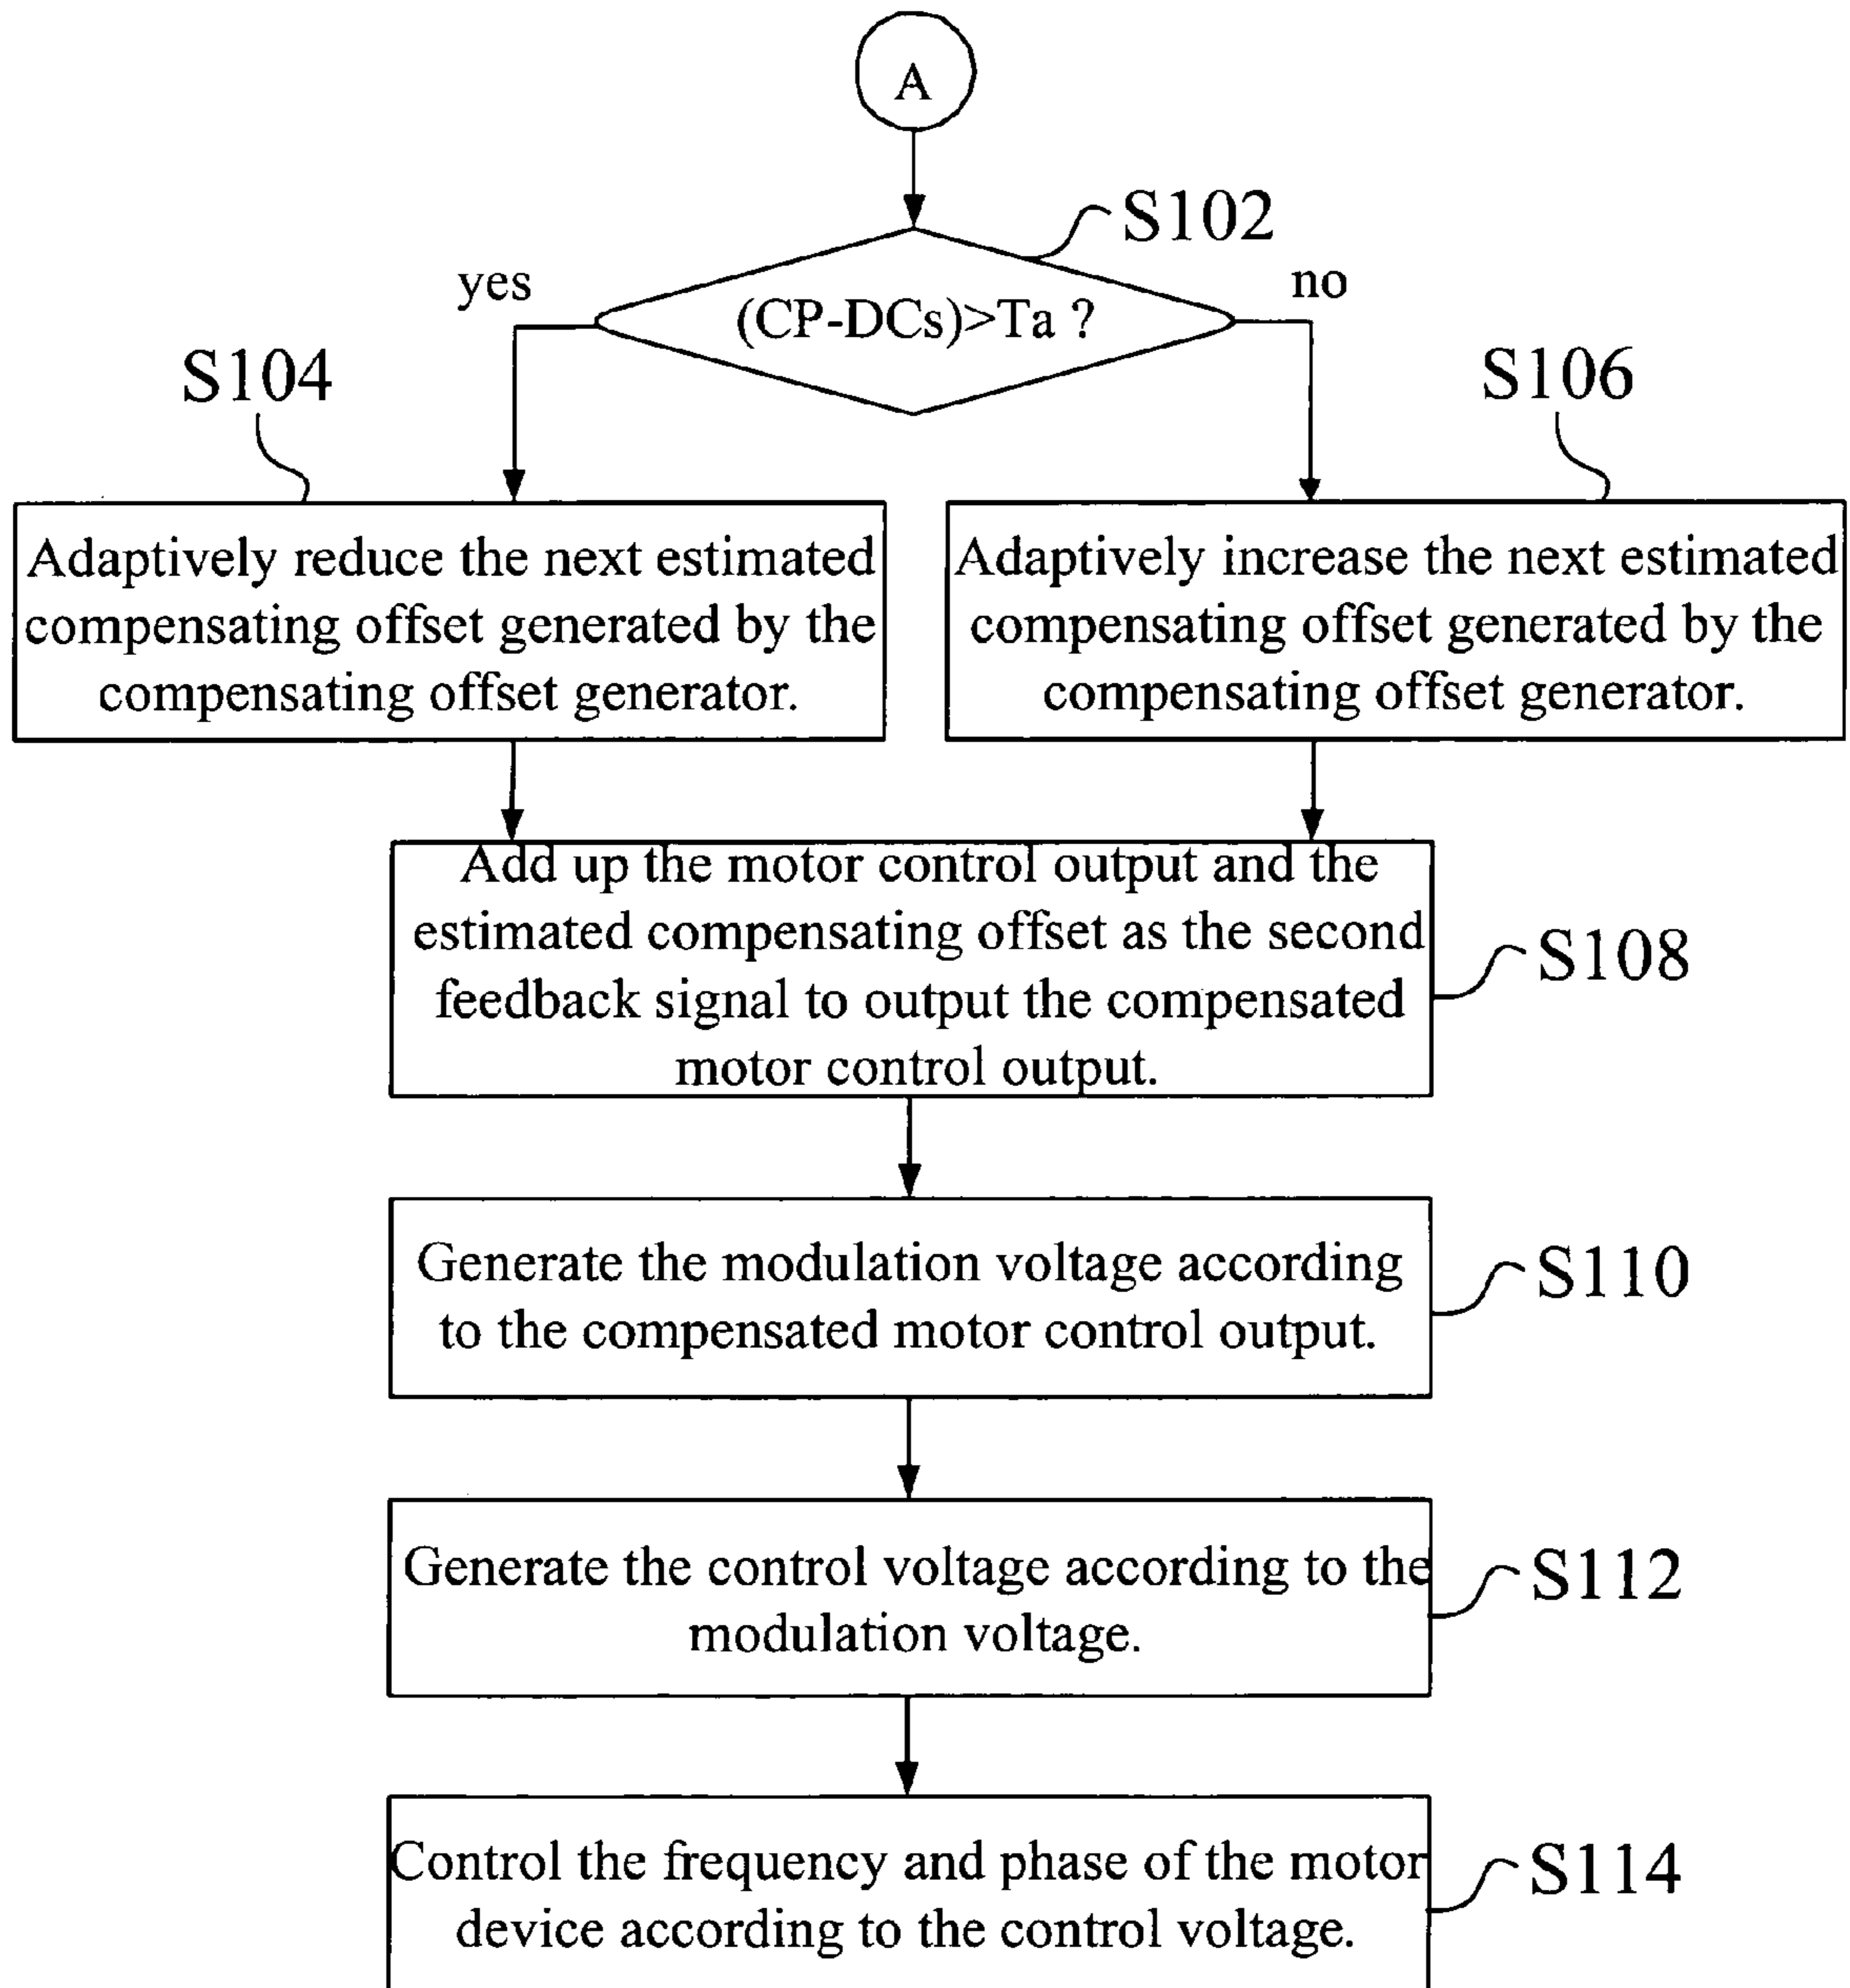 A
S102
yes
(CP-DCs)>Ta ?
no
S104
S106
Adaptively reduce the next estimated
compensating offset generated by the
compensating offset generator.
Adaptively increase the next estimated
compensating offset generated by the
compensating offset generator.
Add up the motor control output and the
estimated compensating offset as the second
feedback signal to output the compensated
motor control output.
S108
Generate the modulation voltage according
to the compensated motor control output.
S110
Generate the control voltage according to the
modulation voltage.
S112
Control the frequency and phase of the motor
device according to the control voltage.
S114